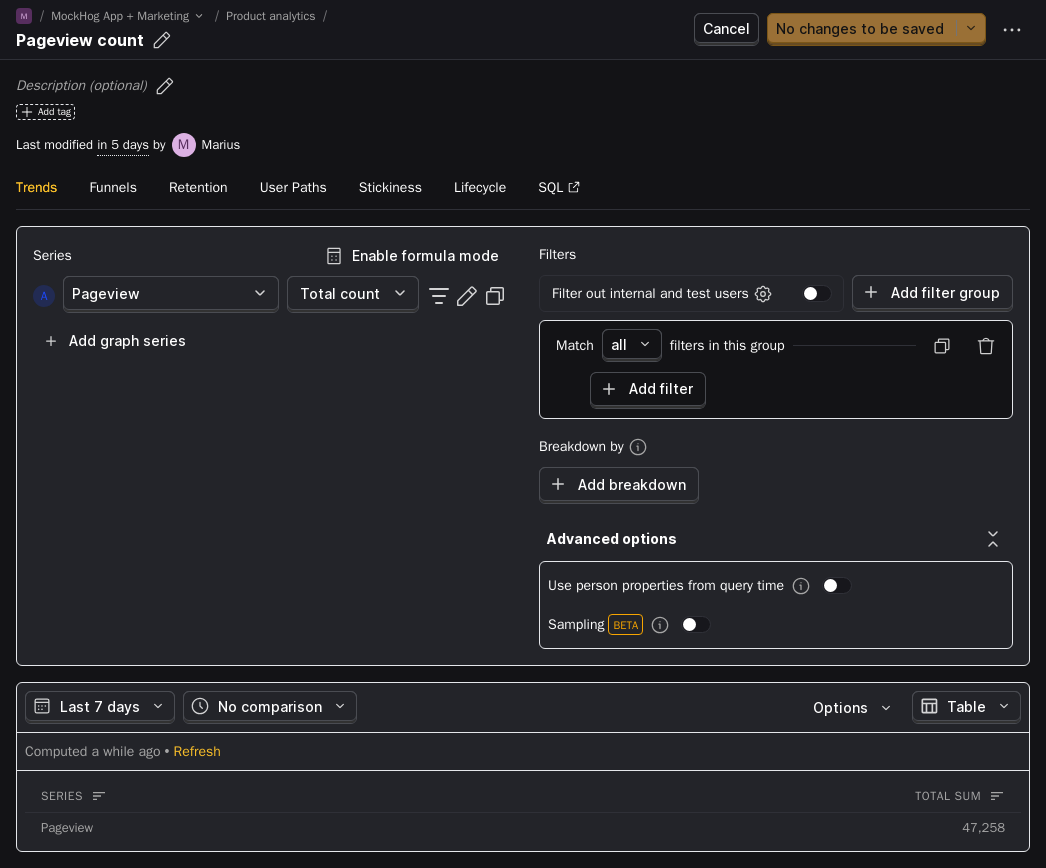 M / MockHog App + Marketing / Product analytics /
Pageview count
Cancel
No changes to be saved
Description (optional)
Add tag
Last modified in 5 days by M Marius
Trends Funnels Retention User Paths Stickiness Lifecycle SQL
Series
Enable formula mode
A Pageview Total count
Add graph series
Filters
Filter out internal and test users
Add filter group
Match all filters in this group
Add filter
Breakdown by
Add breakdown
Advanced options
Use person properties from query time
Sampling BETA
Last 7 days No comparison Options Table
Computed a while ago • Refresh
SERIES TOTAL SUM
Pageview 47,258